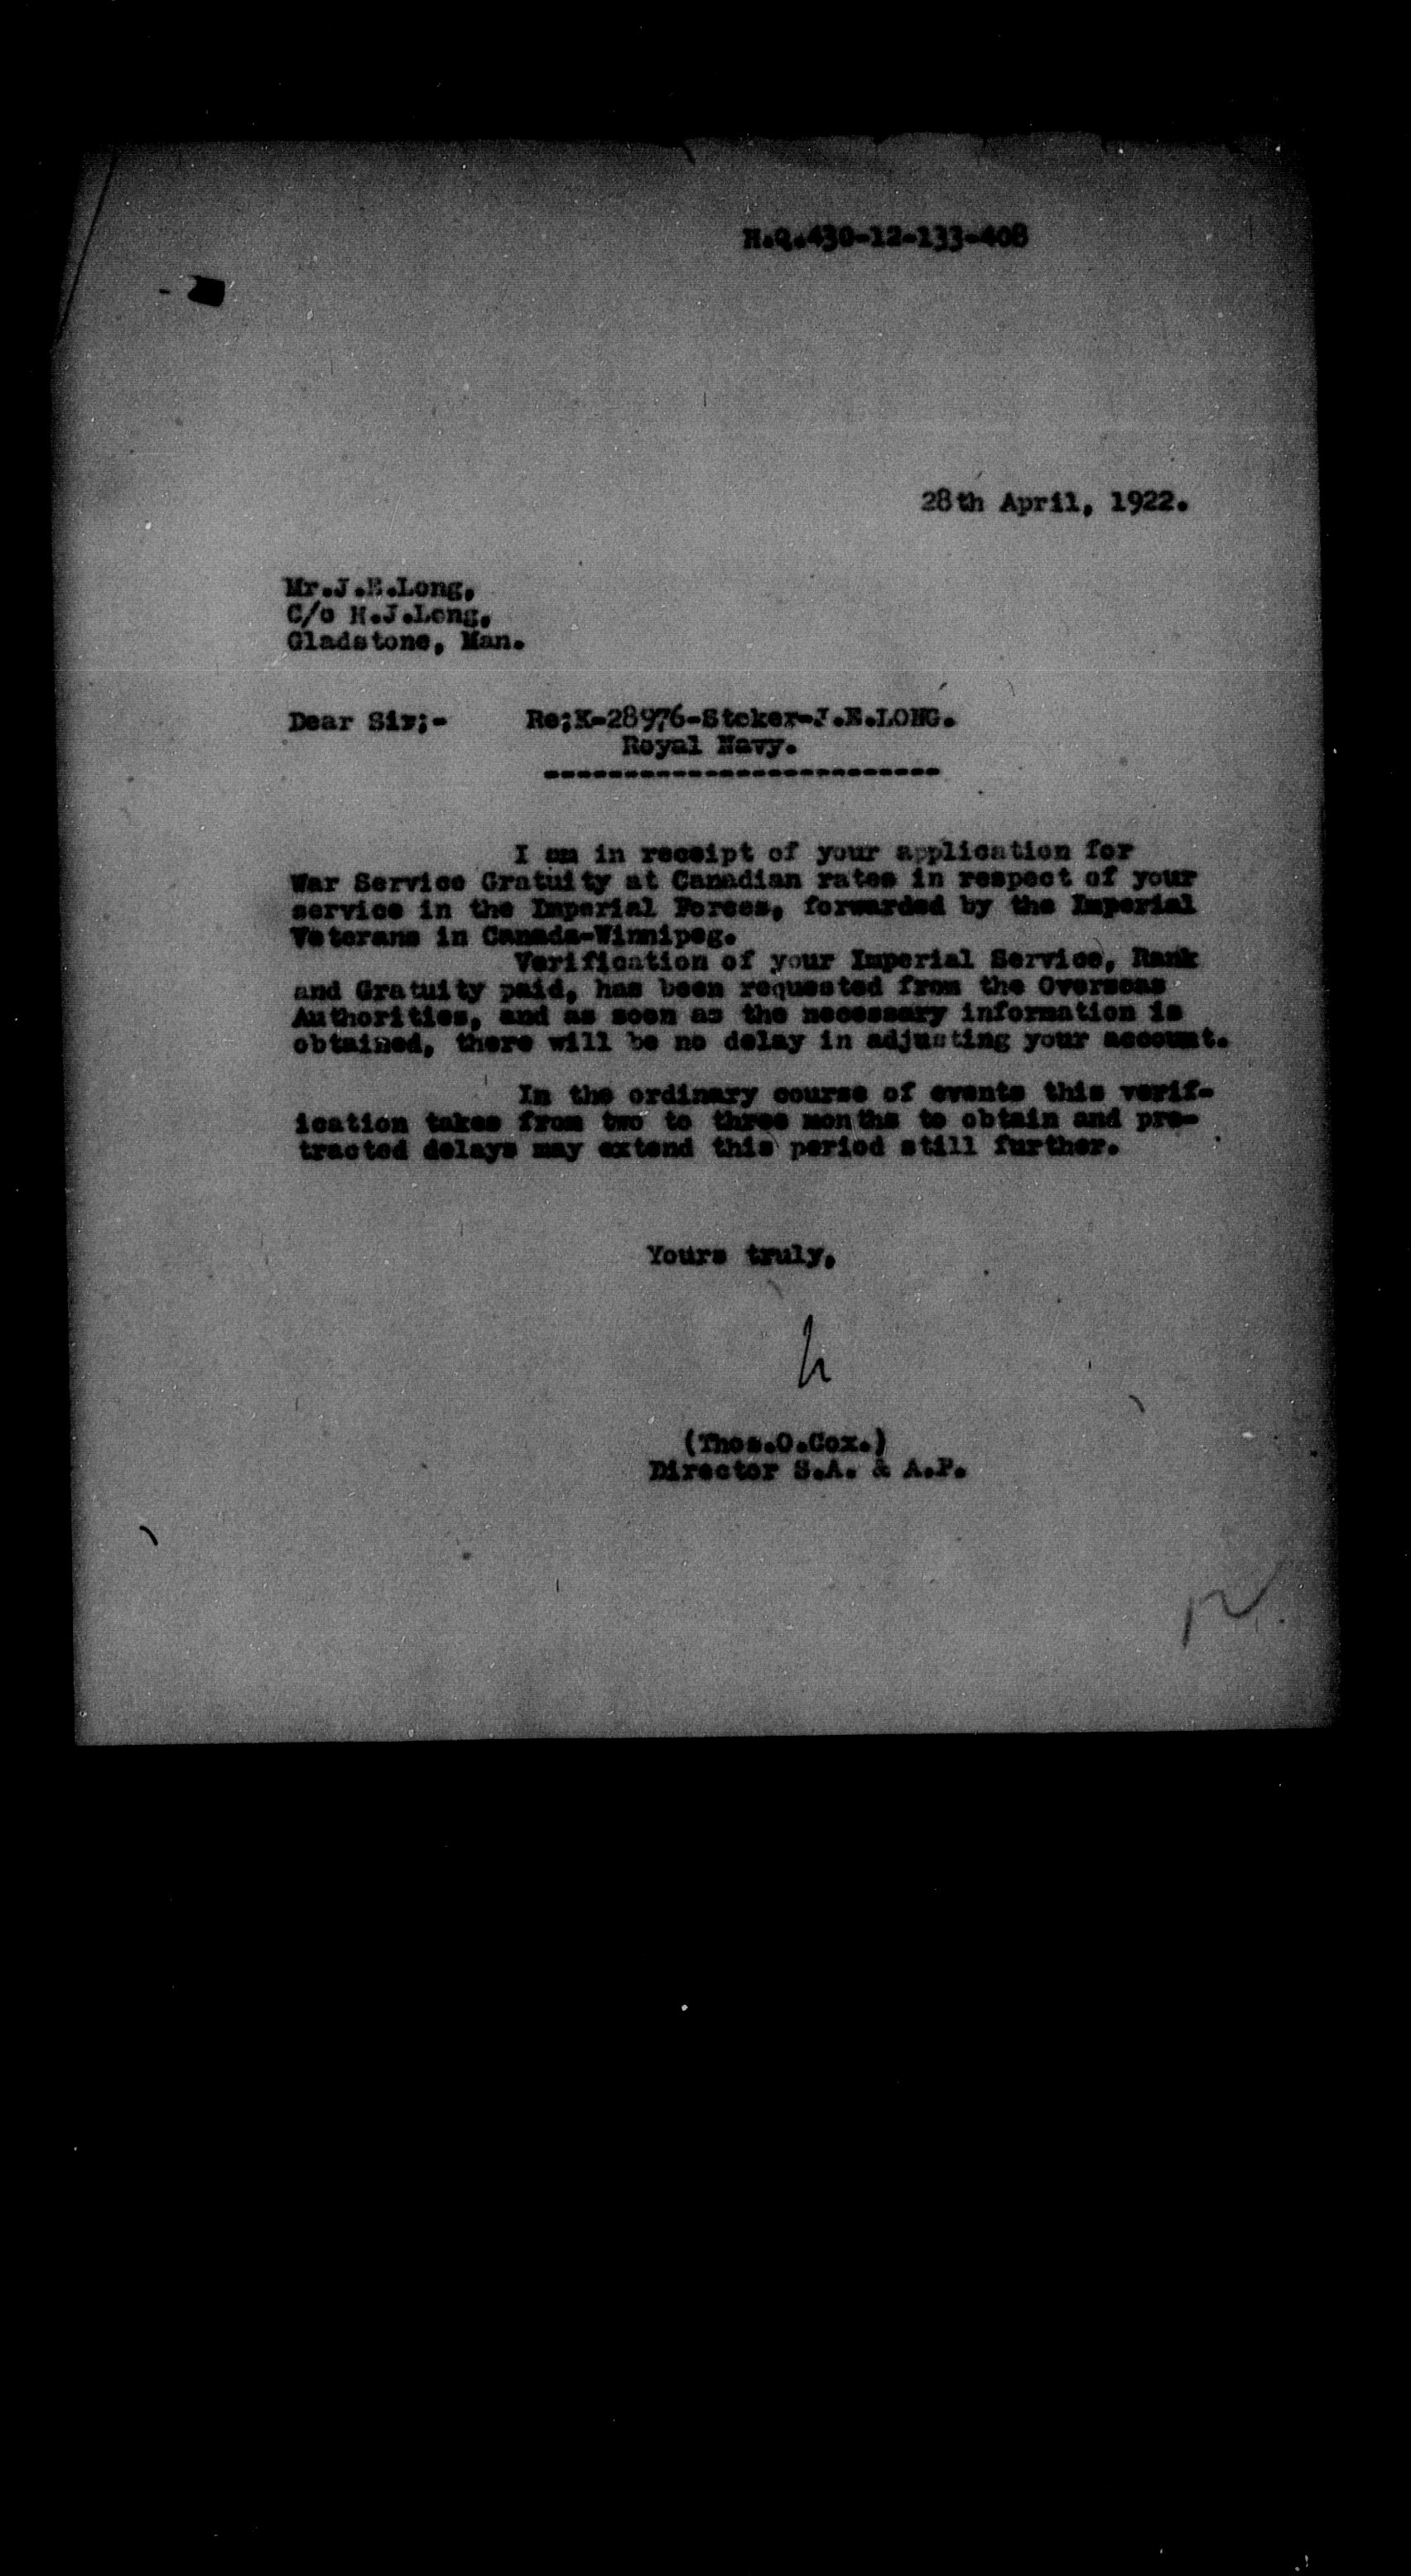 H.Q.430-12-133-408
28th April, 1922.
Mr.J.E.Long,
C/o H.J.Long,
Gladstone, Man.
Dear Sir;- Re;K-28976-Stoker-J.E.LONG.
Royal Navy.
-------------------------
I am in receipt of your application for
War Service Gratuity at Canadian rates in respect of your
service in the Imperial Forces, forwarded by the Imperial
Veterans in Canada-Winnipeg.
Verification of your Imperial Service, Rank
and Gratuity paid, has been requested from the Overseas
Authorities, and as soon as the necessary information is
obtained, there will be no delay in adjusting your account.
In the ordinary course of events this verif-
ication takes from two to three months to obtain and pro-
tracted delays may extend this period still further.
Yours truly,
(Thos.O.Cox.)
Director S.A. & A.P.